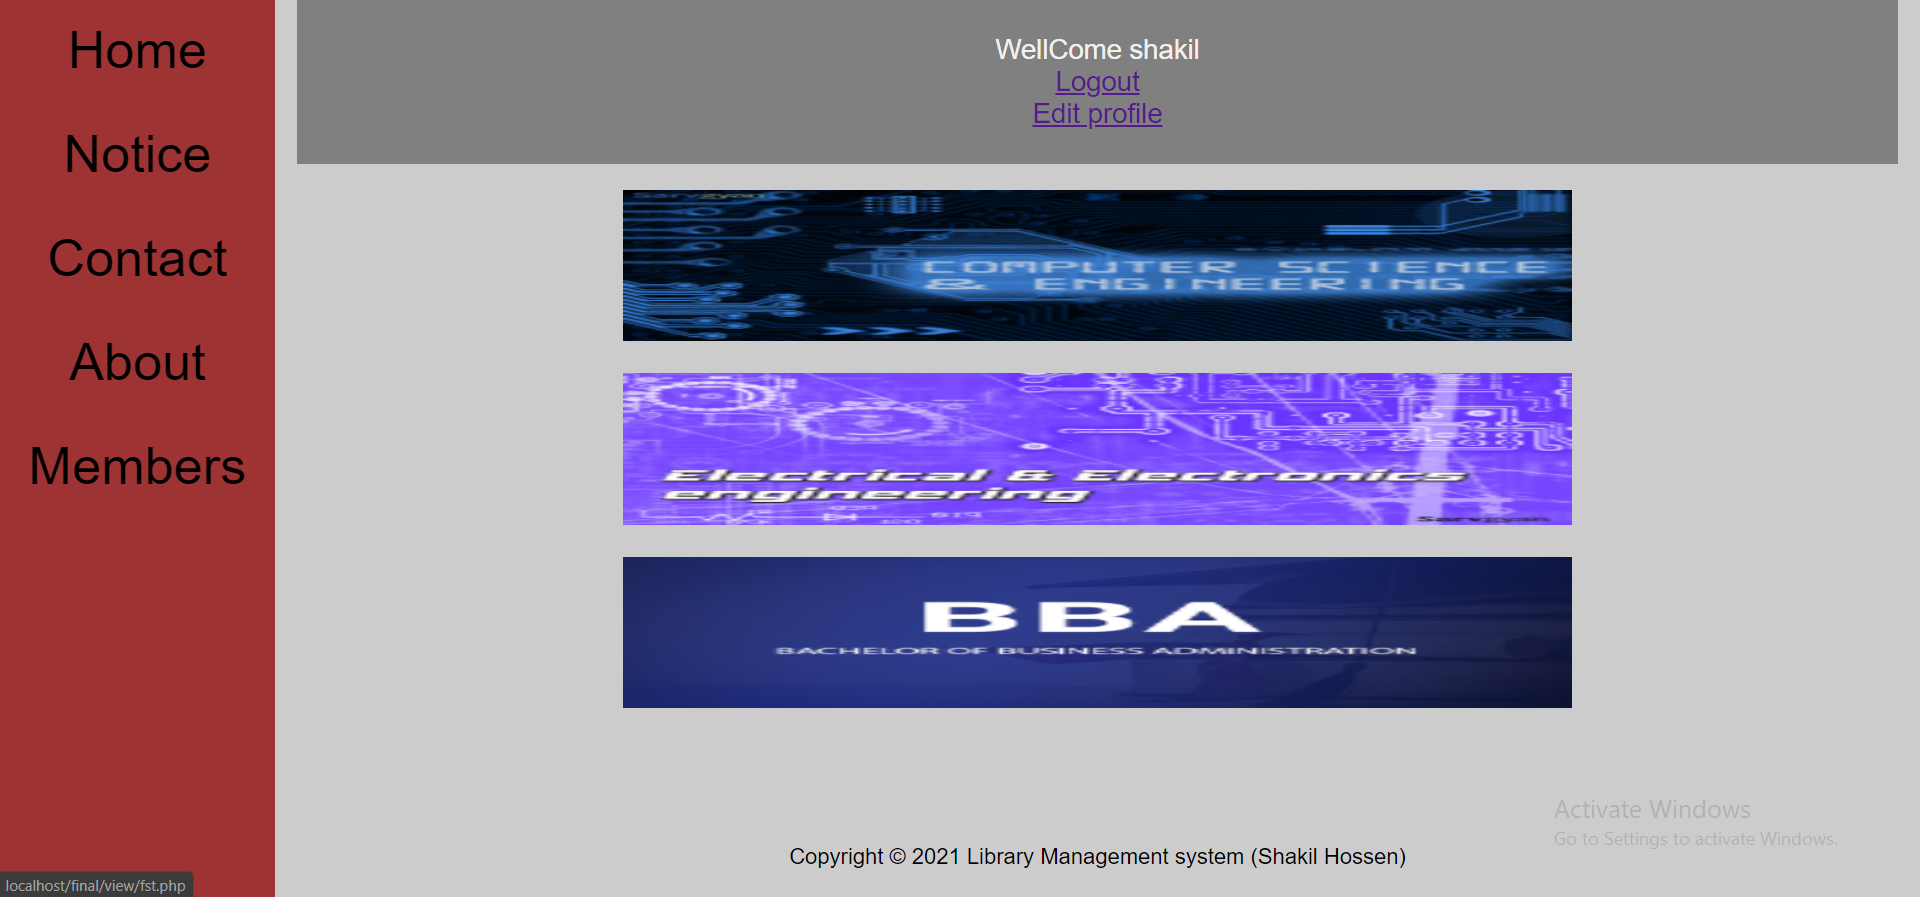 Home
Notice
Contact
About
Members
WellCome shakil
Logout
Edit profile
Sarvgyan
COMPUTER SCIENCE
& ENGINEERING
Electrical & Electronics
engineering
Sarvgyan
BBA
BACHELOR OF BUSINESS ADMINISTRATION
Activate Windows
Go to Settings to activate Windows.
Copyright © 2021 Library Management system (Shakil Hossen)
localhost/final/view/fst.php